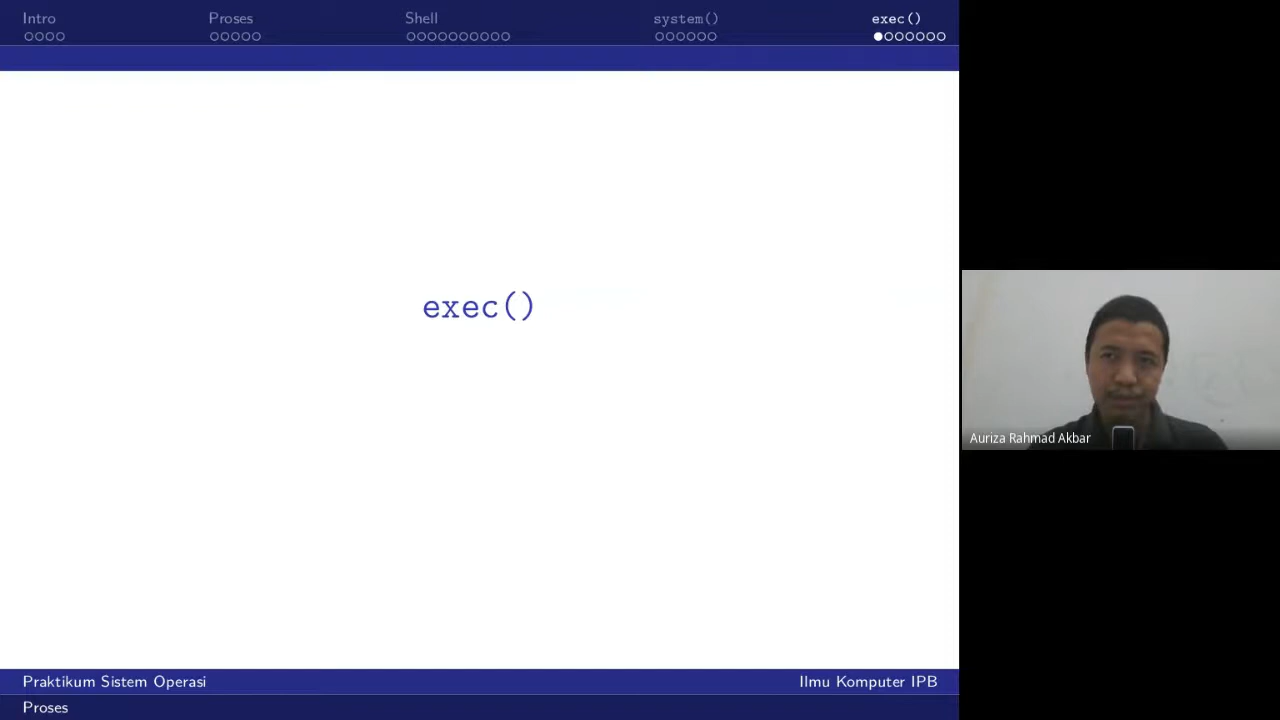 Intro Proses Shell system() exec()
exec()
Auriza Rahmad Akbar
Praktikum Sistem Operasi Ilmu Komputer IPB
Proses